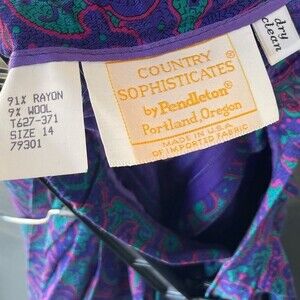 dry
clean
COUNTRY
SOPHISTICATES®
by Pendleton®
Portland, Oregon
MADE IN U.S.A.
OF IMPORTED FABRIC
91% RAYON
9% WOOL
T627-371
SIZE 14
79301